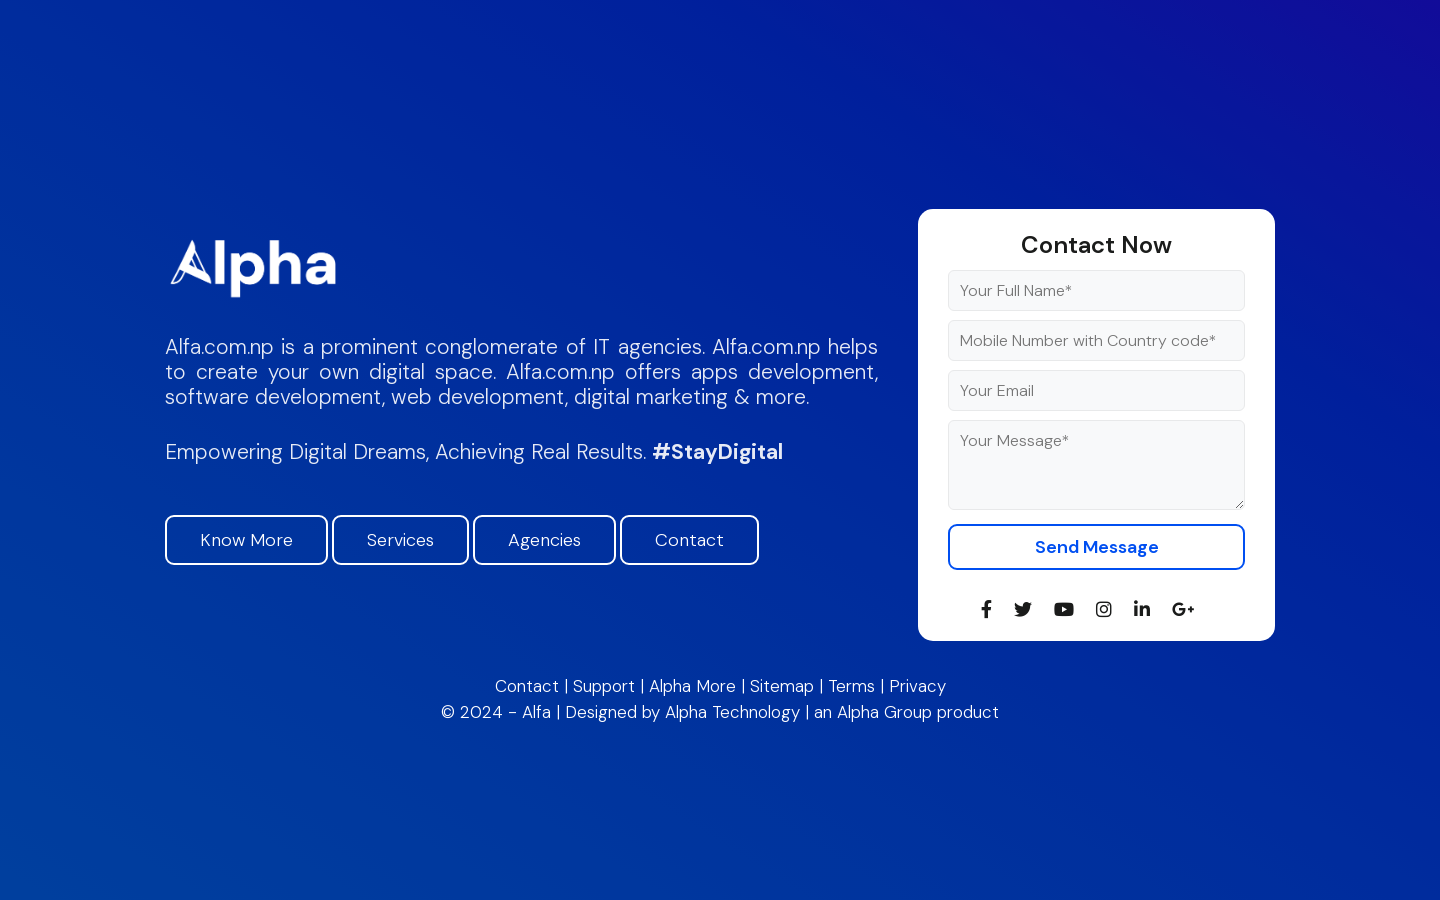 Alpha
Alfa.com.np is a prominent conglomerate of IT agencies. Alfa.com.np helps
to create your own digital space. Alfa.com.np offers apps development,
software development, web development, digital marketing & more.
Empowering Digital Dreams, Achieving Real Results. #StayDigital
Know More
Services
Agencies
Contact
Contact Now
Your Full Name*
Mobile Number with Country code*
Your Email
Your Message*
Send Message
Contact | Support | Alpha More | Sitemap | Terms | Privacy
© 2024 - Alfa | Designed by Alpha Technology | an Alpha Group product